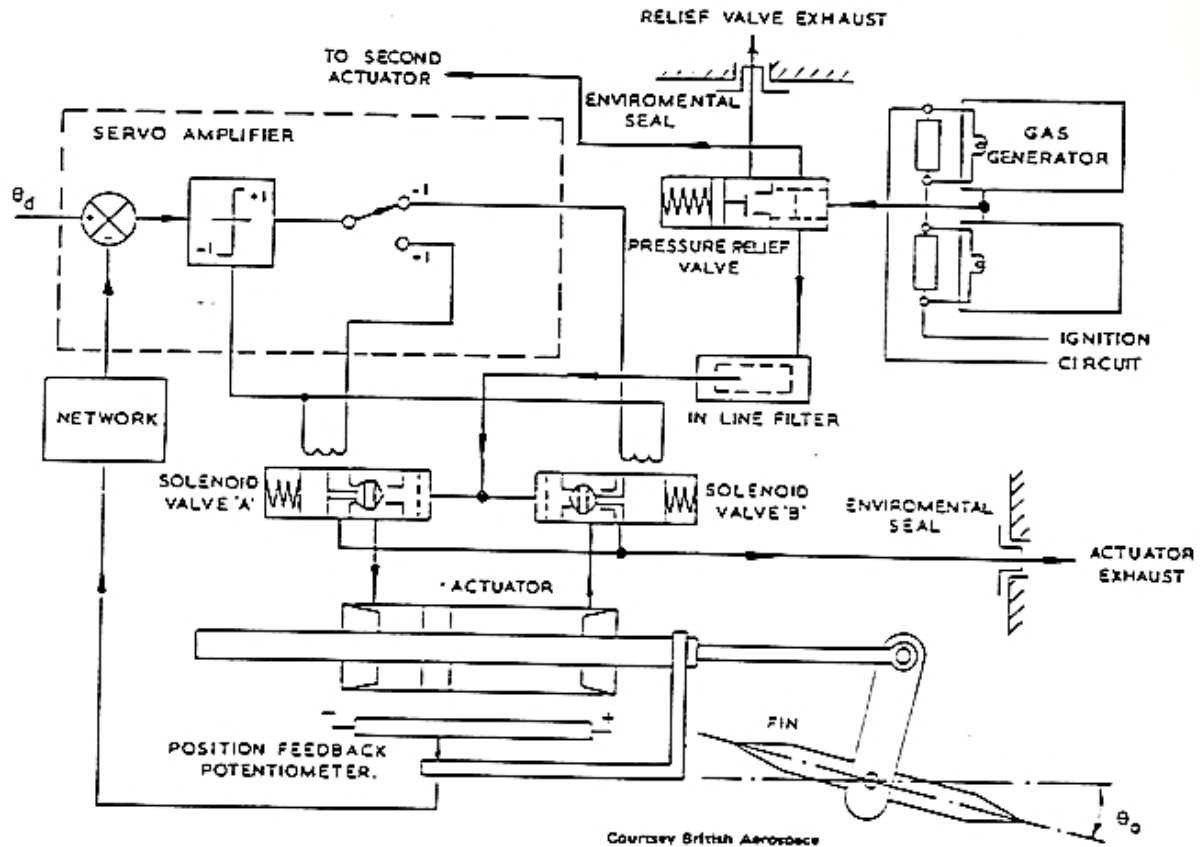 RELIEF VALVE EXHAUST
TO SECOND
ACTUATOR
ENVIROMENTAL
SEAL
SERVO AMPLIFIER
GAS
GENERATOR
θd
+
-
+1
-1
-1
+1
PRESSURE RELIEF
VALVE
IGNITION
CIRCUIT
NETWORK
IN LINE FILTER
SOLENOID
VALVE 'A'
SOLENOID
VALVE 'B'
ENVIROMENTAL
SEAL
ACTUATOR
EXHAUST
ACTUATOR
-
+
POSITION FEEDBACK
POTENTIOMETER.
FIN
θo
Courtsey British Aerospace